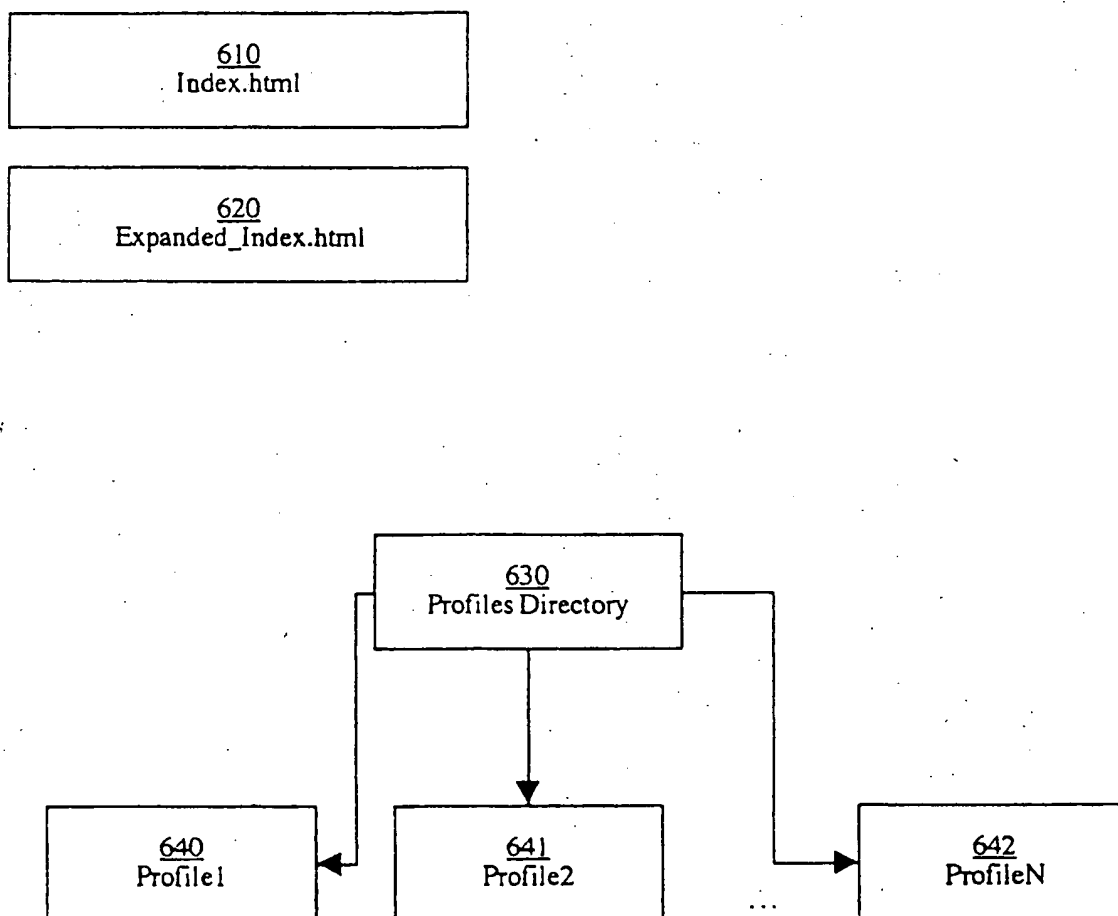 610
Index.html
620
Expanded_Index.html
630
Profiles Directory
640
Profile1
641
Profile2
...
642
ProfileN